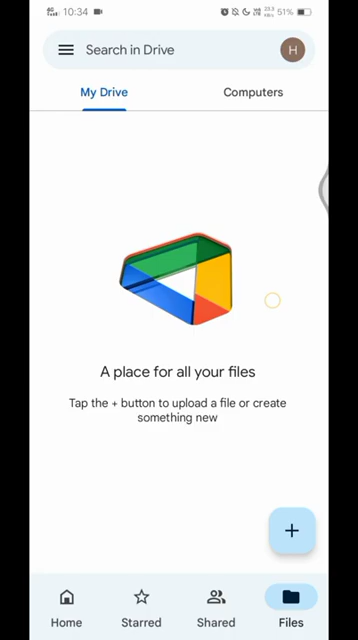 10:34
51%
Search in Drive
H
My Drive Computers
A place for all your files
Tap the + button to upload a file or create
something new
+
Home Starred Shared Files